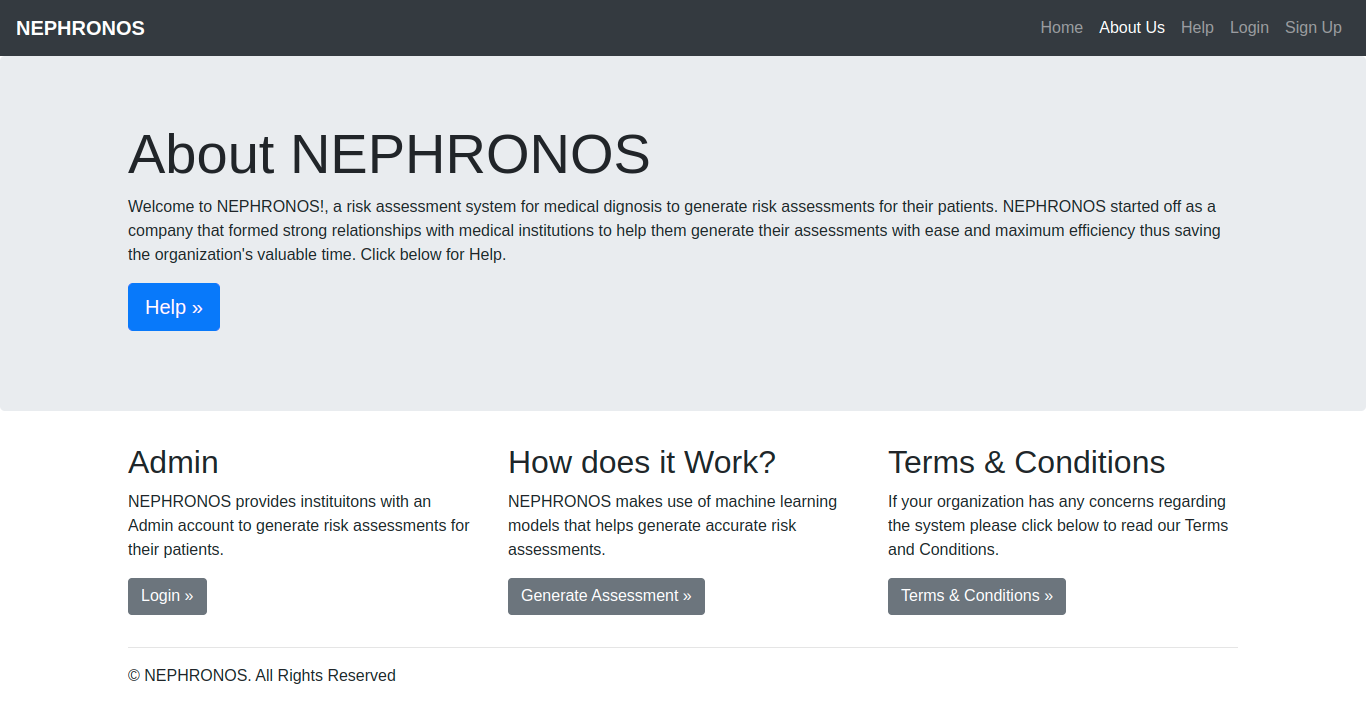 NEPHRONOS Home About Us Help Login Sign Up
About NEPHRONOS
Welcome to NEPHRONOS!, a risk assessment system for medical dignosis to generate risk assessments for their patients. NEPHRONOS started off as a
company that formed strong relationships with medical institutions to help them generate their assessments with ease and maximum efficiency thus saving
the organization's valuable time. Click below for Help.
Help »
Admin
NEPHRONOS provides instituitons with an
Admin account to generate risk assessments for
their patients.
Login »
How does it Work?
NEPHRONOS makes use of machine learning
models that helps generate accurate risk
assessments.
Generate Assessment »
Terms & Conditions
If your organization has any concerns regarding
the system please click below to read our Terms
and Conditions.
Terms & Conditions »
© NEPHRONOS. All Rights Reserved